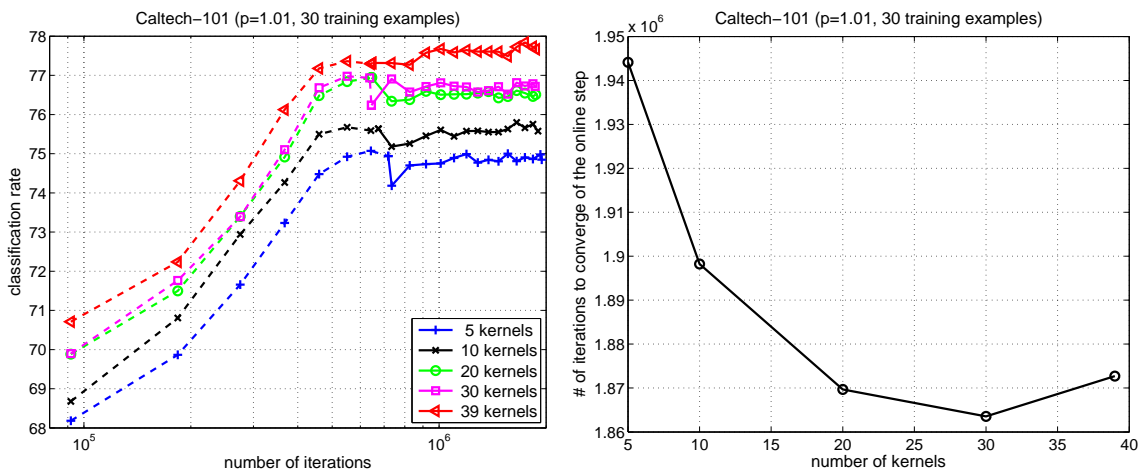 Caltech−101 (p=1.01, 30 training examples)
classification rate
78
77
76
75
74
73
72
71
70
69
68
10^5
10^6
number of iterations
5 kernels
10 kernels
20 kernels
30 kernels
39 kernels
Caltech−101 (p=1.01, 30 training examples)
x 10^6
# of iterations to converge of the online step
1.95
1.94
1.93
1.92
1.91
1.9
1.89
1.88
1.87
1.86
5
10
15
20
25
30
35
40
number of kernels